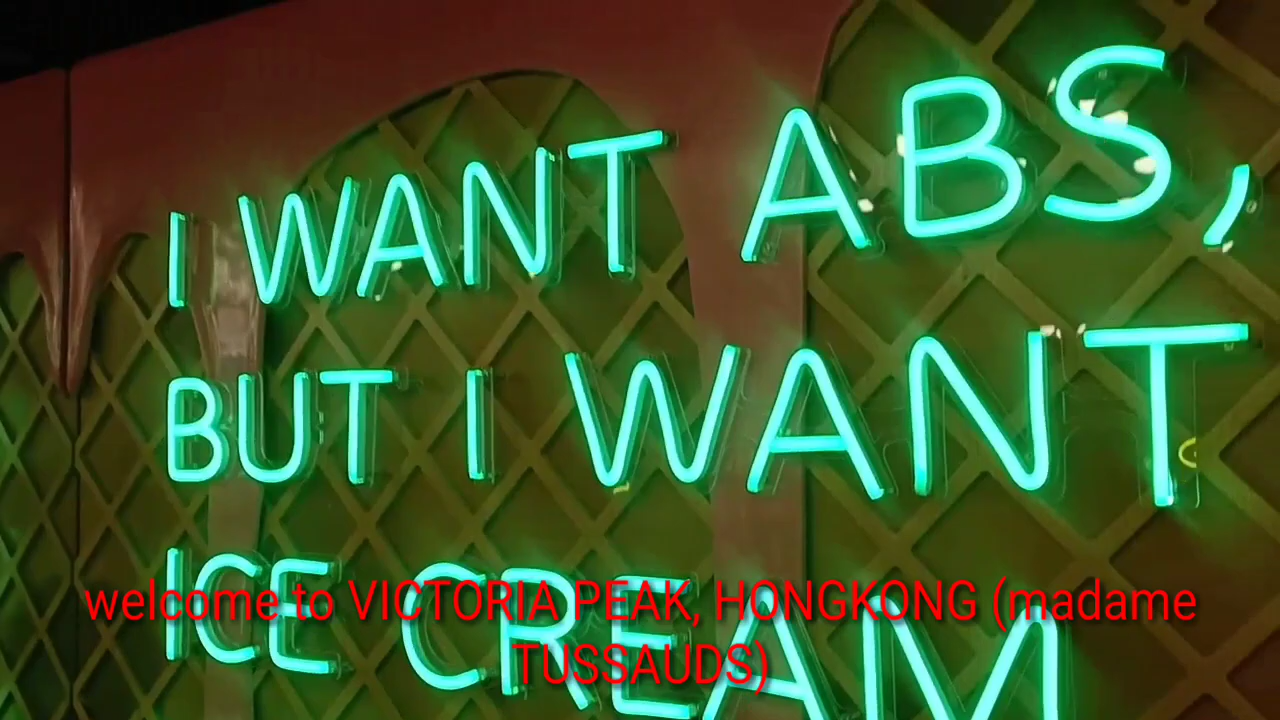 I WANT ABS,
BUT I WANT
ICE CREAM
welcome to VICTORIA PEAK, HONGKONG (madame
TUSSAUDS)